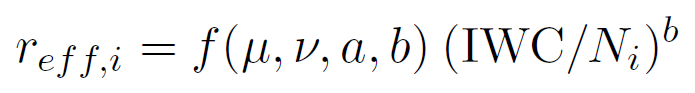 r_{eff,i} = f(μ, ν, a, b) (IWC/N_i)^b